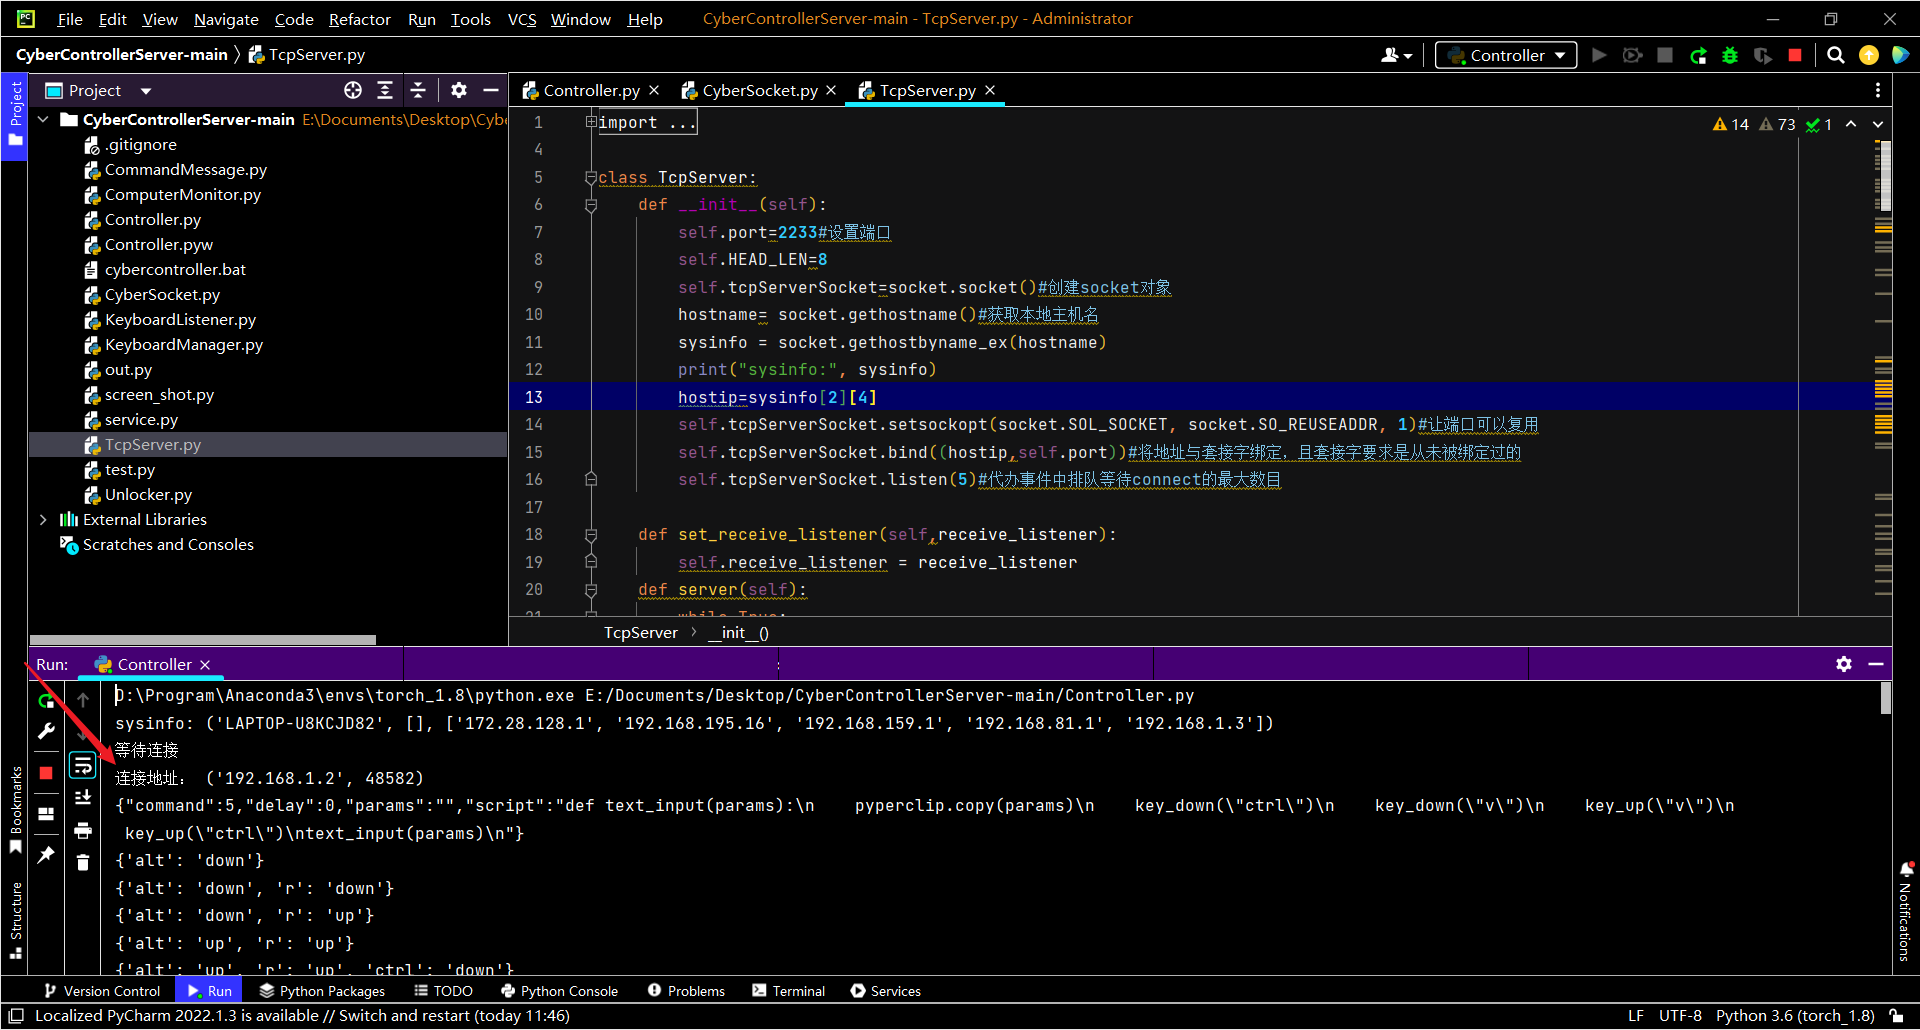 File Edit View Navigate Code Refactor Run Tools VCS Window Help CyberControllerServer-main - TcpServer.py - Administrator
CyberControllerServer-main 〉 TcpServer.py
Controller
Project
Project
Controller.py
CyberSocket.py
TcpServer.py
CyberControllerServer-main E:\Documents\Desktop\Cybe
.gitignore
CommandMessage.py
ComputerMonitor.py
Controller.py
Controller.pyw
cybercontroller.bat
CyberSocket.py
KeyboardListener.py
KeyboardManager.py
out.py
screen_shot.py
service.py
TcpServer.py
test.py
Unlocker.py
External Libraries
Scratches and Consoles
14 73 1
1 import ...
4
5 class TcpServer:
6 def __init__(self):
7 self.port=2233#设置端口
8 self.HEAD_LEN=8
9 self.tcpServerSocket=socket.socket()#创建socket对象
10 hostname= socket.gethostname()#获取本地主机名
11 sysinfo = socket.gethostbyname_ex(hostname)
12 print("sysinfo:", sysinfo)
13 hostip=sysinfo[2][4]
14 self.tcpServerSocket.setsockopt(socket.SOL_SOCKET, socket.SO_REUSEADDR, 1)#让端口可以复用
15 self.tcpServerSocket.bind((hostip,self.port))#将地址与套接字绑定，且套接字要求是从未被绑定过的
16 self.tcpServerSocket.listen(5)#代办事件中排队等待connect的最大数目
17
18 def set_receive_listener(self,receive_listener):
19 self.receive_listener = receive_listener
20 def server(self):
21 while True:
TcpServer › __init__()
Run: Controller
D:\Program\Anaconda3\envs\torch_1.8\python.exe E:/Documents/Desktop/CyberControllerServer-main/Controller.py
sysinfo: ('LAPTOP-U8KCJD82', [], ['172.28.128.1', '192.168.195.16', '192.168.159.1', '192.168.81.1', '192.168.1.3'])
等待连接
连接地址： ('192.168.1.2', 48582)
{"command":5,"delay":0,"params":"","script":"def text_input(params):\n    pyperclip.copy(params)\n    key_down(\"ctrl\")\n    key_down(\"v\")\n    key_up(\"v\")\n
key_up(\"ctrl\")\ntext_input(params)\n"}
{'alt': 'down'}
{'alt': 'down', 'r': 'down'}
{'alt': 'down', 'r': 'up'}
{'alt': 'up', 'r': 'up'}
{'alt': 'up', 'r': 'up', 'ctrl': 'down'}
Bookmarks
Structure
Notifications
Version Control Run Python Packages TODO Python Console Problems Terminal Services
Localized PyCharm 2022.1.3 is available // Switch and restart (today 11:46) LF UTF-8 Python 3.6 (torch_1.8)